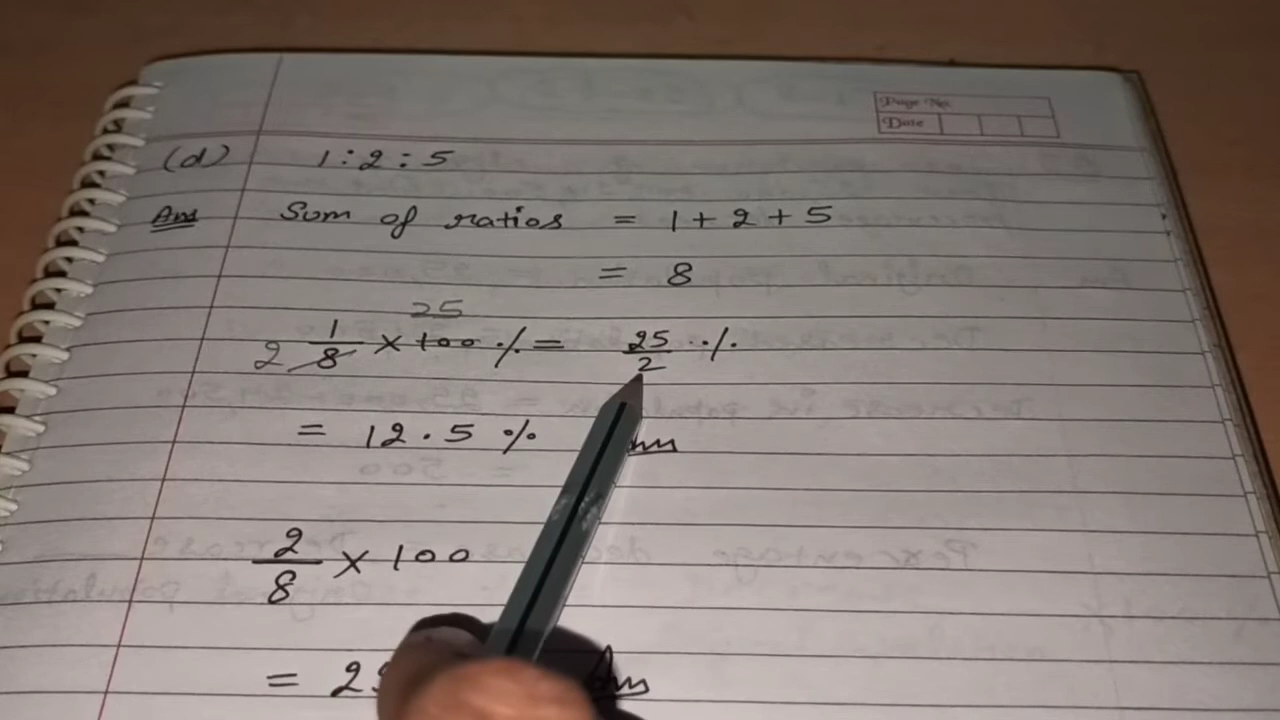 Page No.
Date
(d) 1:2:5
Ans Sum of ratios = 1+2+5
= 8
25
2 1/8 × 100 % = 25/2 %
= 12.5 %
2/8 × 100
= 2